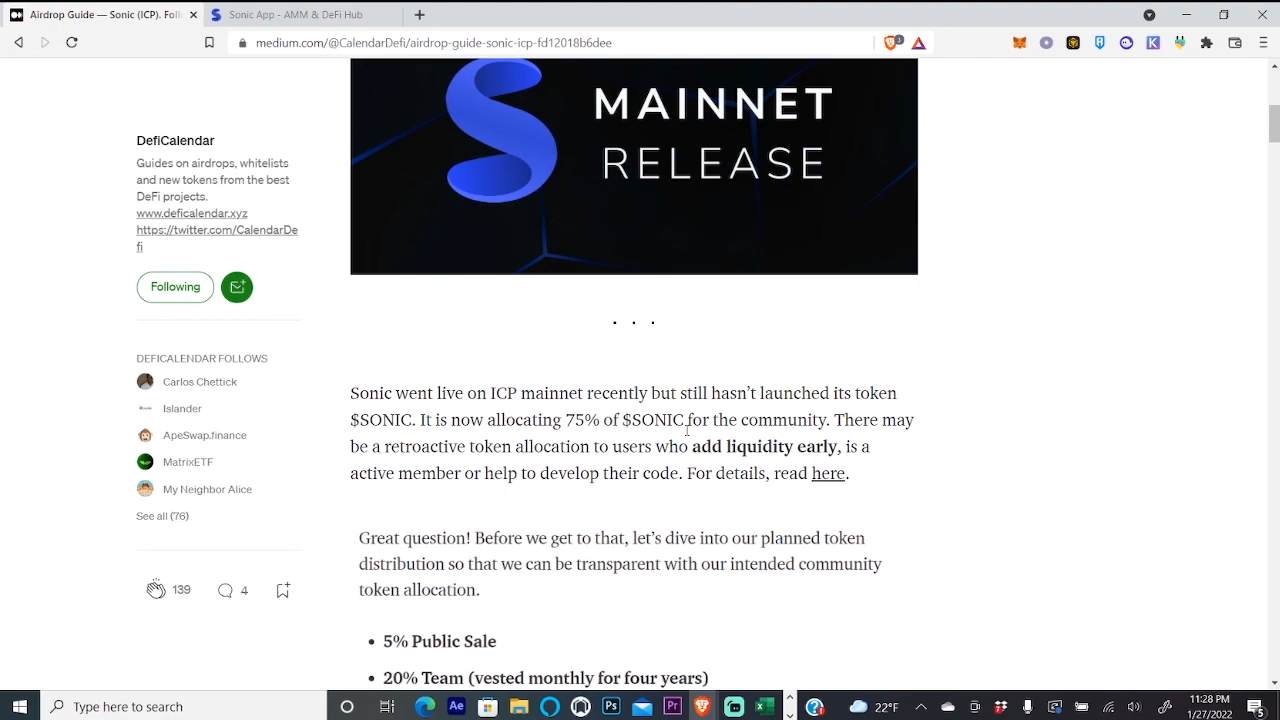 Airdrop Guide — Sonic (ICP). Fol
Sonic App - AMM & DeFi Hub
medium.com/@CalendarDefi/airdrop-guide-sonic-icp-fd12018b6dee
MAINNET
RELEASE
DefiCalendar
Guides on airdrops, whitelists
and new tokens from the best
DeFi projects.
www.deficalendar.xyz
https://twitter.com/CalendarDe
fi
Following
DEFICALENDAR FOLLOWS
Carlos Chettick
Islander
ApeSwap.finance
MatrixETF
My Neighbor Alice
See all (76)
139
4
Sonic went live on ICP mainnet recently but still hasn’t launched its token
$SONIC. It is now allocating 75% of $SONIC for the community. There may
be a retroactive token allocation to users who add liquidity early, is a
active member or help to develop their code. For details, read here.
Great question! Before we get to that, let’s dive into our planned token
distribution so that we can be transparent with our intended community
token allocation.
• 5% Public Sale
• 20% Team (vested monthly for four years)
Type here to search
22°F
11:28 PM
1/27/2022